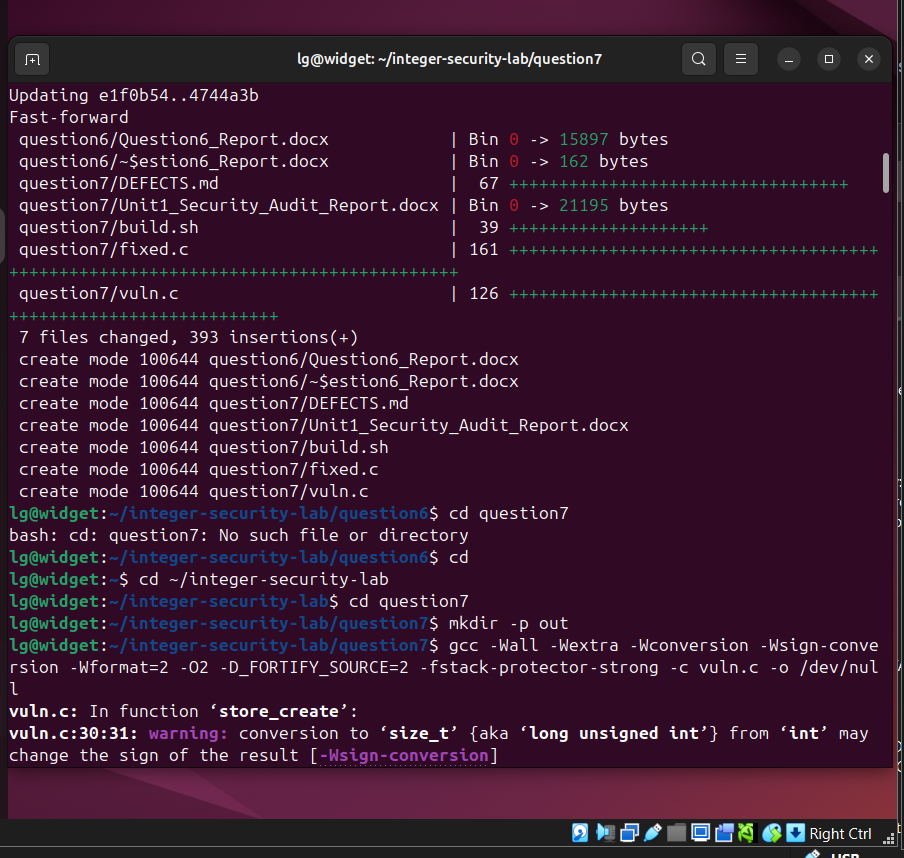 lg@widget: ~/integer-security-lab/question7
Updating e1f0b54..4744a3b
Fast-forward
question6/Question6_Report.docx | Bin 0 -> 15897 bytes
question6/~$estion6_Report.docx | Bin 0 -> 162 bytes
question7/DEFECTS.md | 67 ++++++++++++++++++++++++++++++++++
question7/Unit1_Security_Audit_Report.docx | Bin 0 -> 21195 bytes
question7/build.sh | 39 ++++++++++++++++++++
question7/fixed.c | 161 +++++++++++++++++++++++++++++++++++++
+++++++++++++++++++++++++++++++++++++++++++++
question7/vuln.c | 126 +++++++++++++++++++++++++++++++++++++
+++++++++++++++++++++++++++
7 files changed, 393 insertions(+)
create mode 100644 question6/Question6_Report.docx
create mode 100644 question6/~$estion6_Report.docx
create mode 100644 question7/DEFECTS.md
create mode 100644 question7/Unit1_Security_Audit_Report.docx
create mode 100644 question7/build.sh
create mode 100644 question7/fixed.c
create mode 100644 question7/vuln.c
lg@widget:~/integer-security-lab/question6$ cd question7
bash: cd: question7: No such file or directory
lg@widget:~/integer-security-lab/question6$ cd
lg@widget:~$ cd ~/integer-security-lab
lg@widget:~/integer-security-lab$ cd question7
lg@widget:~/integer-security-lab/question7$ mkdir -p out
lg@widget:~/integer-security-lab/question7$ gcc -Wall -Wextra -Wconversion -Wsign-conve
rsion -Wformat=2 -O2 -D_FORTIFY_SOURCE=2 -fstack-protector-strong -c vuln.c -o /dev/nul
l
vuln.c: In function ‘store_create’:
vuln.c:30:31: warning: conversion to ‘size_t’ {aka ‘long unsigned int’} from ‘int’ may
change the sign of the result [-Wsign-conversion]
Right Ctrl